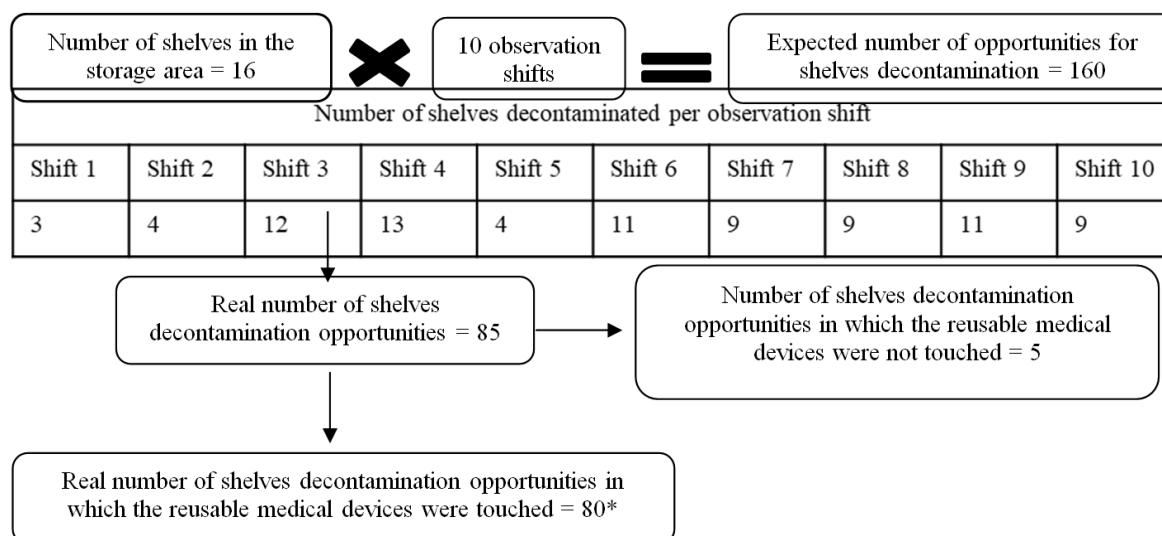 Number of shelves in the
storage area = 16
10 observation
shifts
Expected number of opportunities for
shelves decontamination = 160
Number of shelves decontaminated per observation shift
Shift 1 Shift 2 Shift 3 Shift 4 Shift 5 Shift 6 Shift 7 Shift 8 Shift 9 Shift 10
3 4 12 13 4 11 9 9 11 9
Real number of shelves
decontamination opportunities = 85
Number of shelves decontamination
opportunities in which the reusable medical
devices were not touched = 5
Real number of shelves decontamination opportunities in
which the reusable medical devices were touched = 80*